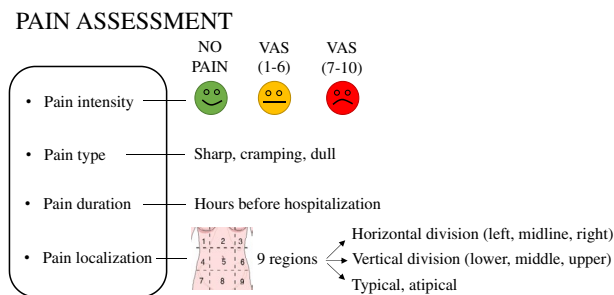 PAIN ASSESSMENT
NO PAIN
VAS (1-6)
VAS (7-10)
• Pain intensity
• Pain type
Sharp, cramping, dull
• Pain duration
Hours before hospitalization
• Pain localization
1 2 3
4 5 6
7 8 9
9 regions
Horizontal division (left, midline, right)
Vertical division (lower, middle, upper)
Typical, atipical